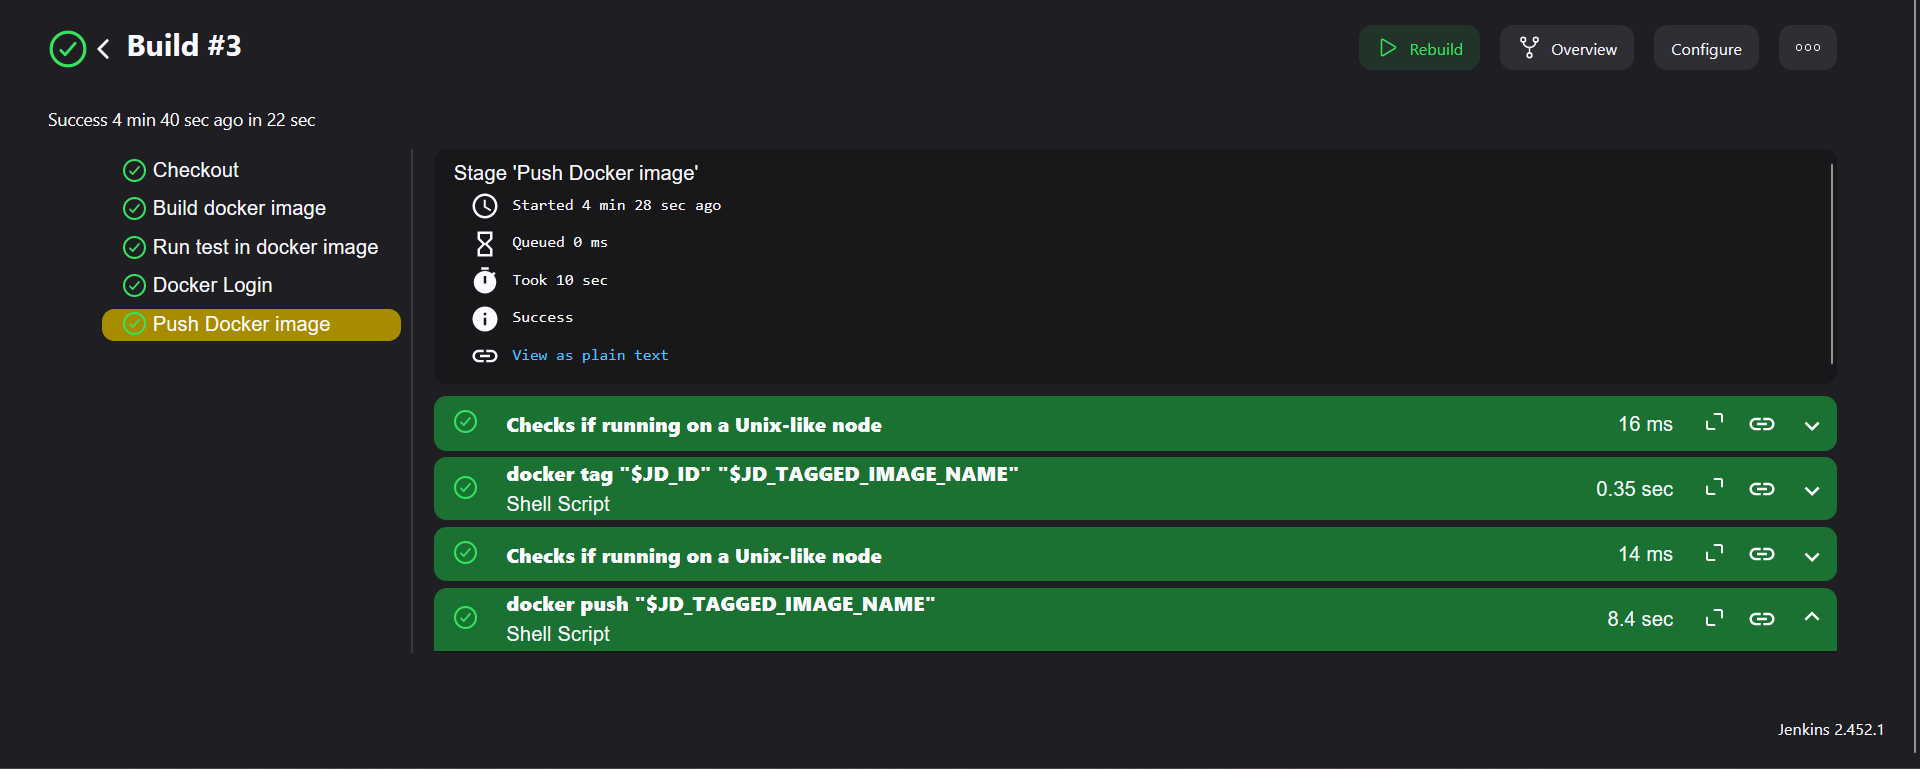 Build #3
Rebuild
Overview
Configure
Success 4 min 40 sec ago in 22 sec
Checkout
Build docker image
Run test in docker image
Docker Login
Push Docker image
Stage 'Push Docker image'
Started 4 min 28 sec ago
Queued 0 ms
Took 10 sec
Success
View as plain text
Checks if running on a Unix-like node
16 ms
docker tag "$JD_ID" "$JD_TAGGED_IMAGE_NAME"
Shell Script
0.35 sec
Checks if running on a Unix-like node
14 ms
docker push "$JD_TAGGED_IMAGE_NAME"
Shell Script
8.4 sec
Jenkins 2.452.1